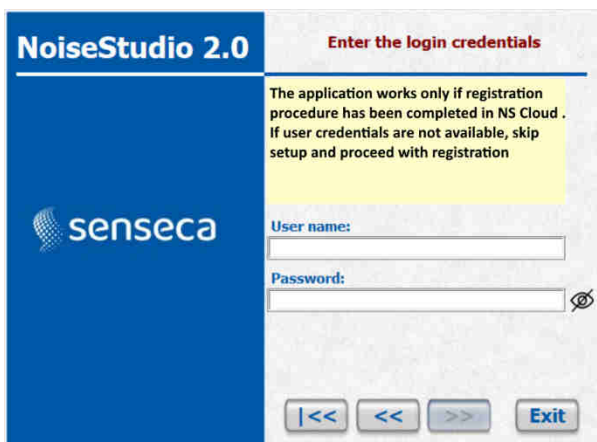 NoiseStudio 2.0
Enter the login credentials
The application works only if registration
procedure has been completed in NS Cloud .
If user credentials are not available, skip
setup and proceed with registration
senseca
User name:
Password:
|<<
<<
>>
Exit